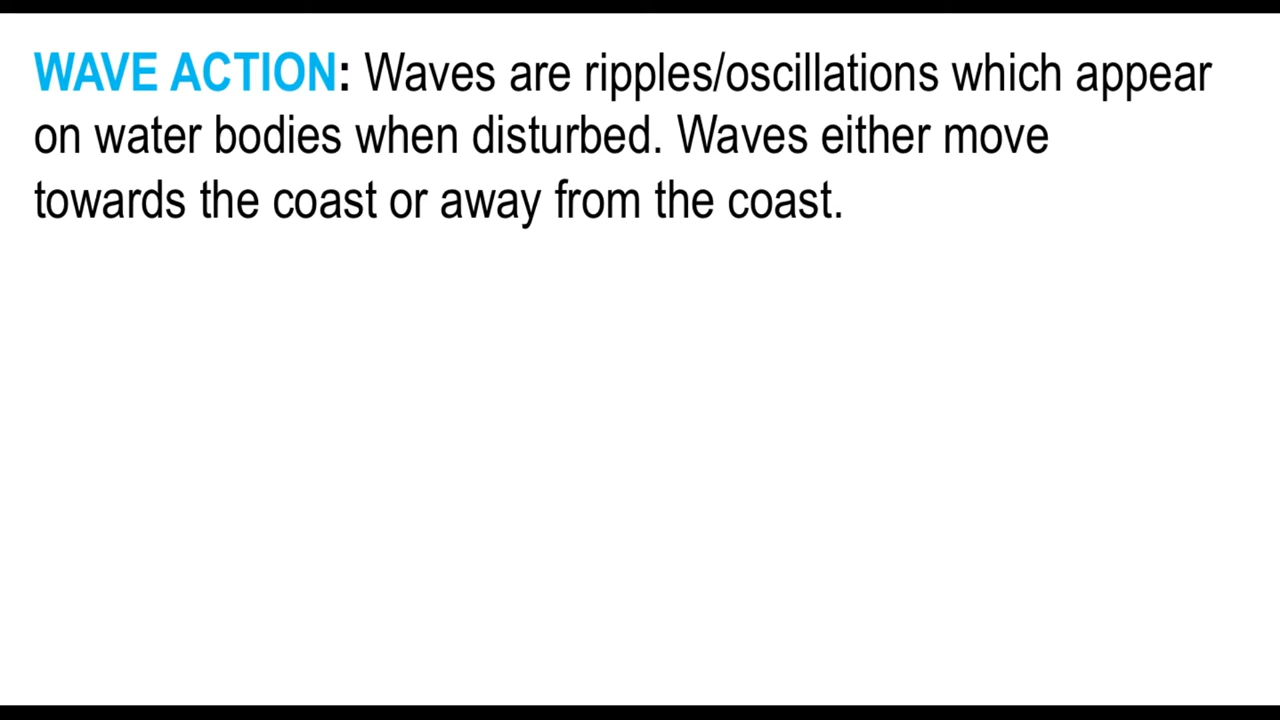 WAVE ACTION: Waves are ripples/oscillations which appear
on water bodies when disturbed. Waves either move
towards the coast or away from the coast.